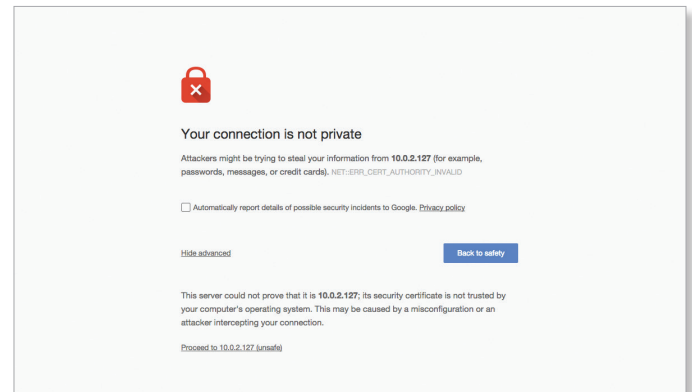 Your connection is not private
Attackers might be trying to steal your information from 10.0.2.127 (for example,
passwords, messages, or credit cards). NET::ERR_CERT_AUTHORITY_INVALID
Automatically report details of possible security incidents to Google. Privacy policy
Hide advanced
Back to safety
This server could not prove that it is 10.0.2.127; its security certificate is not trusted by
your computer's operating system. This may be caused by a misconfiguration or an
attacker intercepting your connection.
Proceed to 10.0.2.127 (unsafe)